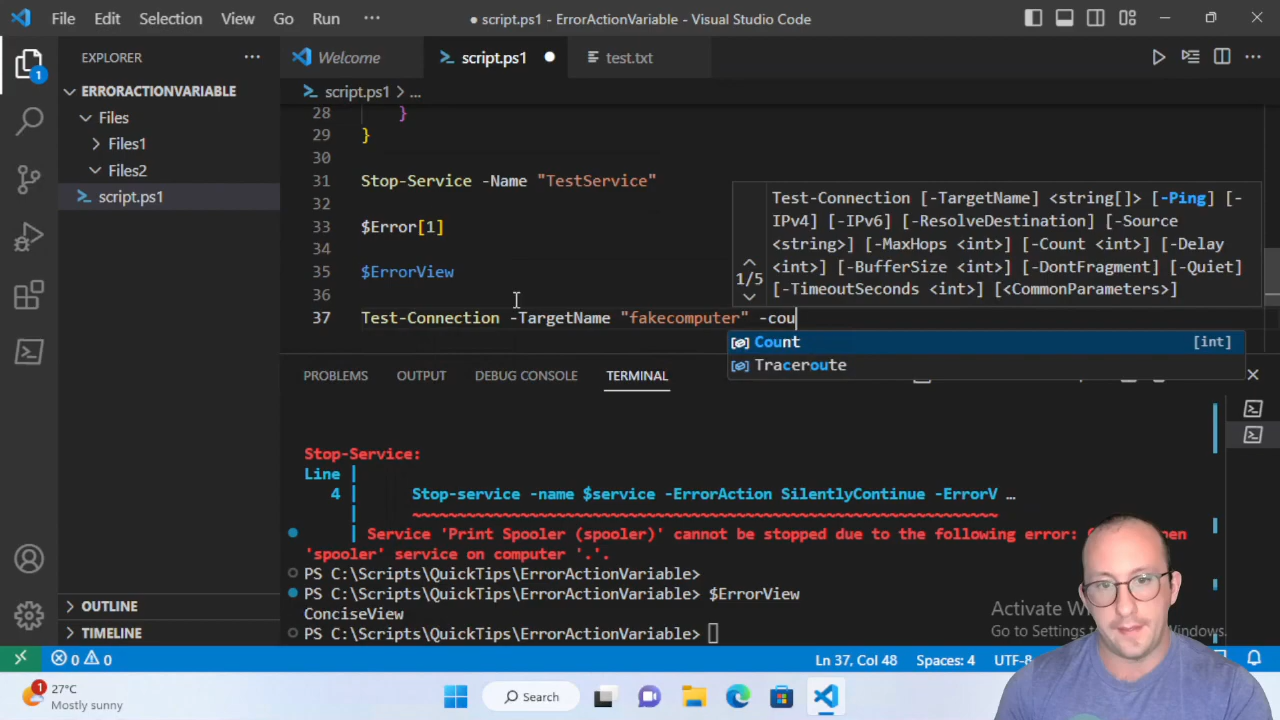 File Edit Selection View Go Run ··· ● script.ps1 - ErrorActionVariable - Visual Studio Code
EXPLORER ···
Welcome
script.ps1
test.txt
script.ps1 > ...
ERRORACTIONVARIABLE
Files
Files1
Files2
script.ps1
1
28 }
29 }
30
31 Stop-Service -Name "TestService"
32
33 $Error[1]
34
35 $ErrorView
36
37 Test-Connection -TargetName "fakecomputer" -cou
1/5
Test-Connection [-TargetName] <string[]> [-Ping] [-
IPv4] [-IPv6] [-ResolveDestination] [-Source
<string>] [-MaxHops <int>] [-Count <int>] [-Delay
<int>] [-BufferSize <int>] [-DontFragment] [-Quiet]
[-TimeoutSeconds <int>] [<CommonParameters>]
Count [int]
Traceroute
PROBLEMS OUTPUT DEBUG CONSOLE TERMINAL
Stop-Service:
Line |
4 | Stop-service -name $service -ErrorAction SilentlyContinue -ErrorV …
| ~~~~~~~~~~~~~~~~~~~~~~~~~~~~~~~~~~~~~~~~~~~~~~~~~~~~~~~~~~~~~~~~~
| Service 'Print Spooler (spooler)' cannot be stopped due to the following error:
'spooler' service on computer '.'.
PS C:\Scripts\QuickTips\ErrorActionVariable>
PS C:\Scripts\QuickTips\ErrorActionVariable> $ErrorView
ConciseView
PS C:\Scripts\QuickTips\ErrorActionVariable>
OUTLINE
TIMELINE
Activate
Go to Settings Windows.
0 0 Ln 37, Col 48 Spaces: 4 UTF-8
1
27°C
Mostly sunny
Search